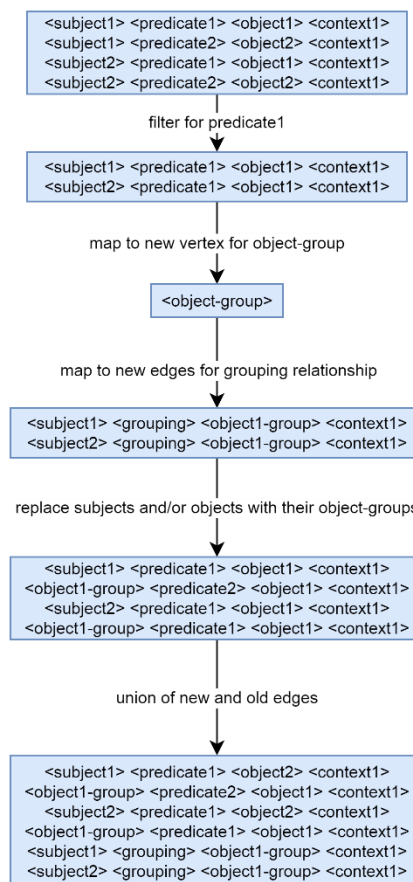 <subject1> <predicate1> <object1> <context1>
<subject1> <predicate2> <object2> <context1>
<subject2> <predicate1> <object1> <context1>
<subject2> <predicate2> <object2> <context1>
filter for predicate1
<subject1> <predicate1> <object1> <context1>
<subject2> <predicate1> <object1> <context1>
map to new vertex for object-group
<object-group>
map to new edges for grouping relationship
<subject1> <grouping> <object1-group> <context1>
<subject2> <grouping> <object1-group> <context1>
replace subjects and/or objects with their object-groups
<subject1> <predicate1> <object1> <context1>
<object1-group> <predicate2> <object1> <context1>
<subject2> <predicate1> <object1> <context1>
<object1-group> <predicate1> <object1> <context1>
union of new and old edges
<subject1> <predicate1> <object2> <context1>
<object1-group> <predicate2> <object1> <context1>
<subject2> <predicate1> <object2> <context1>
<object1-group> <predicate1> <object1> <context1>
<subject1> <grouping> <object1-group> <context1>
<subject2> <grouping> <object1-group> <context1>